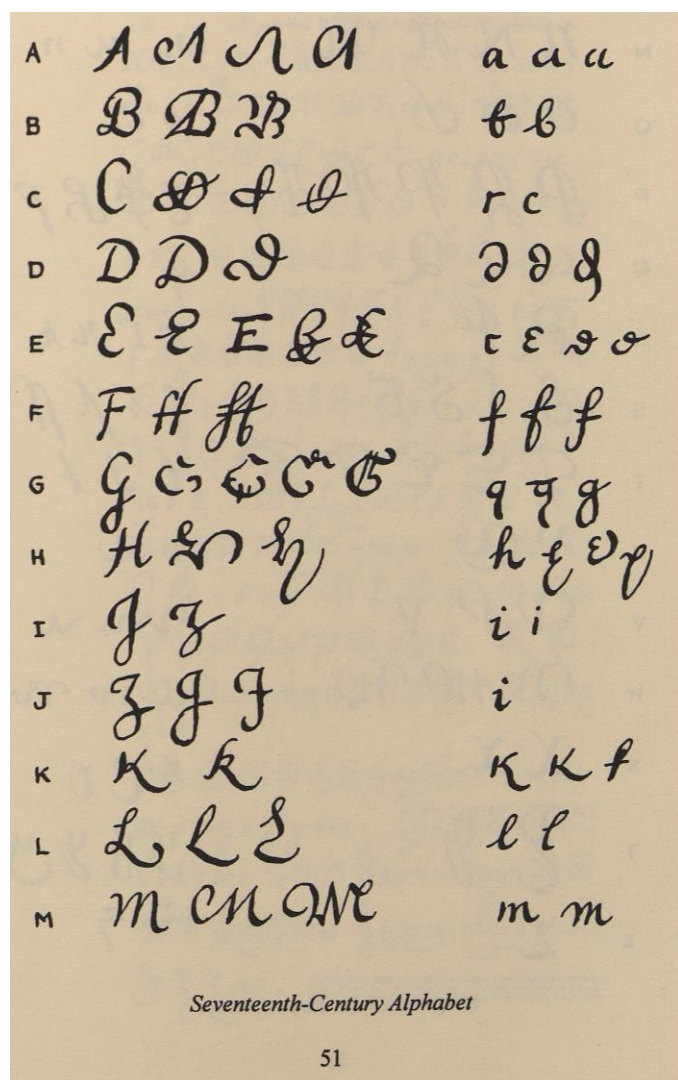 A A A A A a a a
B B B B b b
C C C C C r c
D D D D d d d
E E E E E E e e e e
F F F F f f f
G G G G G G g g g
H H H H h h h h
I I I i i
J J J J i
K K K k k k
L L L L l l
M M M M m m
Seventeenth-Century Alphabet
51